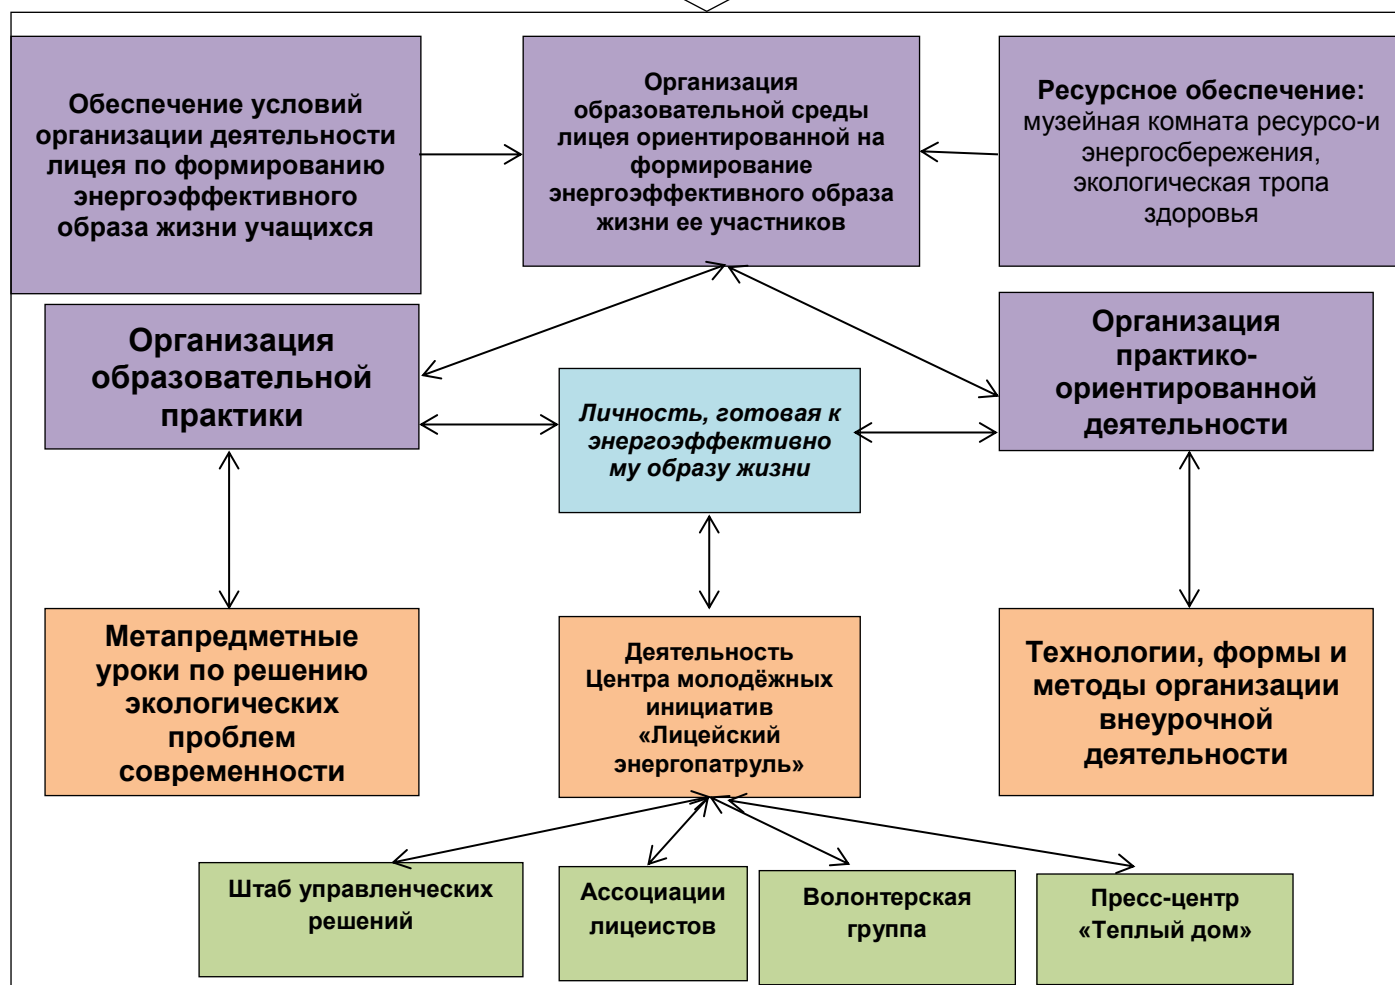 Обеспечение условий
организации деятельности
лицея по формированию
энергоэффективного
образа жизни учащихся
Организация
образовательной среды
лицея ориентированной на
формирование
энергоэффективного образа
жизни ее участников
Ресурсное обеспечение:
музейная комната ресурсо-и
энергосбережения,
экологическая тропа
здоровья
Организация
образовательной
практики
Личность, готовая к
энергоэффективно
му образу жизни
Организация
практико-
ориентированной
деятельности
Метапредметные
уроки по решению
экологических
проблем
современности
Деятельность
Центра молодёжных
инициатив
«Лицейский
энергопатруль»
Технологии, формы и
методы организации
внеурочной
деятельности
Штаб управленческих
решений
Ассоциации
лицеистов
Волонтерская
группа
Пресс-центр
«Теплый дом»